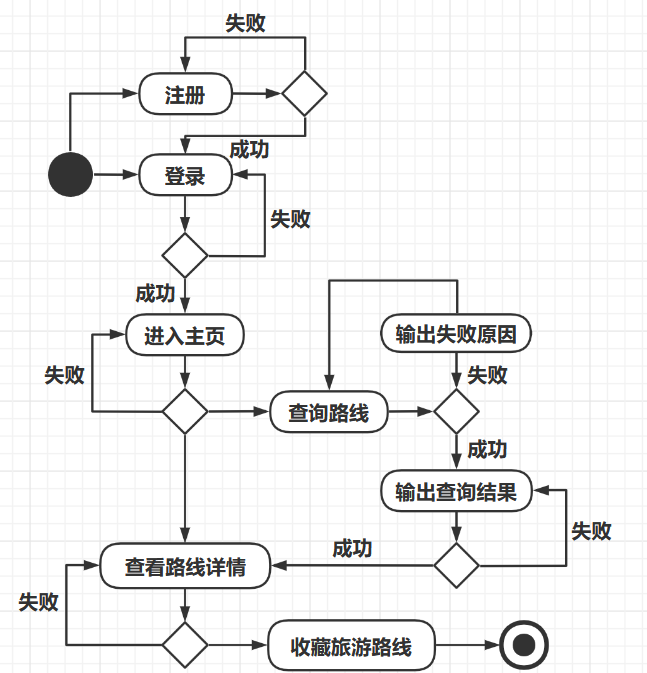 失败
注册
成功
登录
失败
成功
进入主页
输出失败原因
失败
失败
查询路线
成功
输出查询结果
失败
成功
查看路线详情
失败
收藏旅游路线